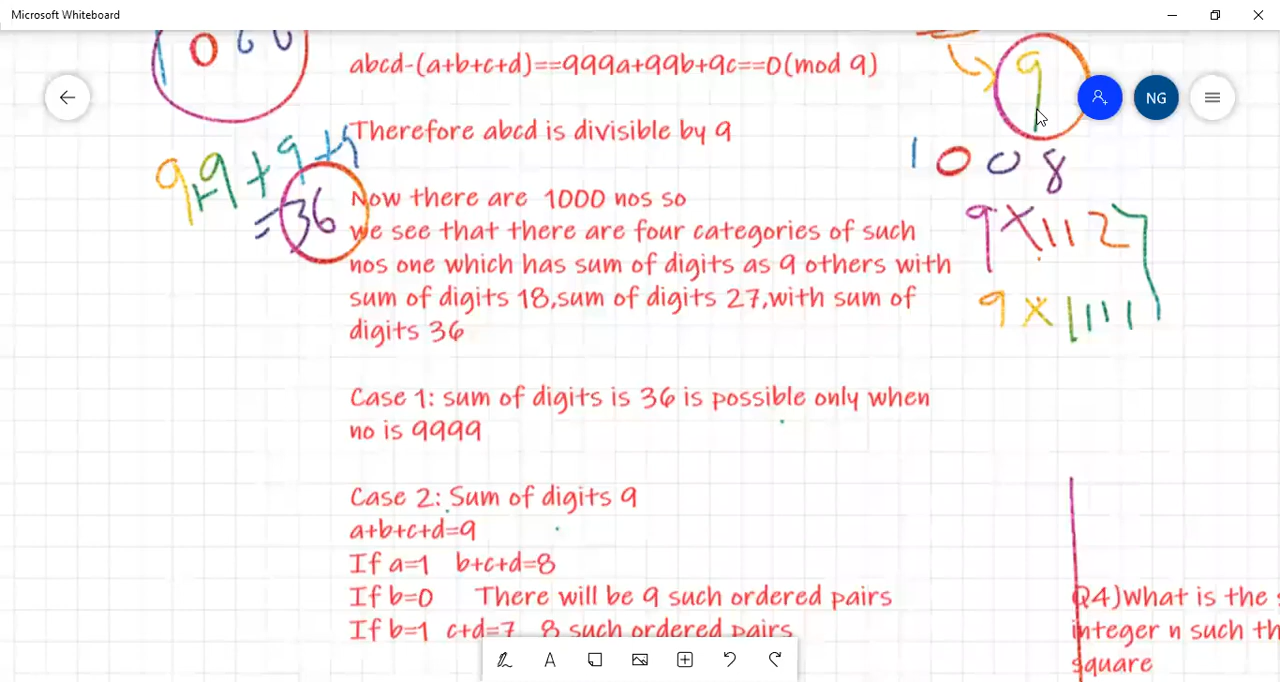 Microsoft Whiteboard
abcd-(a+b+c+d)==999a+99b+9c==0(mod 9)
9
NG
Therefore abcd is divisible by 9
1008
9+9+9+9
=36
Now there are 1000 nos so
we see that there are four categories of such
nos one which has sum of digits as 9 others with
sum of digits 18,sum of digits 27,with sum of
digits 36
9×112
9×1111
Case 1: sum of digits is 36 is possible only when
no is 9999
Case 2: Sum of digits 9
a+b+c+d=9
If a=1 b+c+d=8
If b=0 There will be 9 such ordered pairs
If b=1 c+d=7 8 such ordered pairs
Q4)What is the
integer n such
square
A